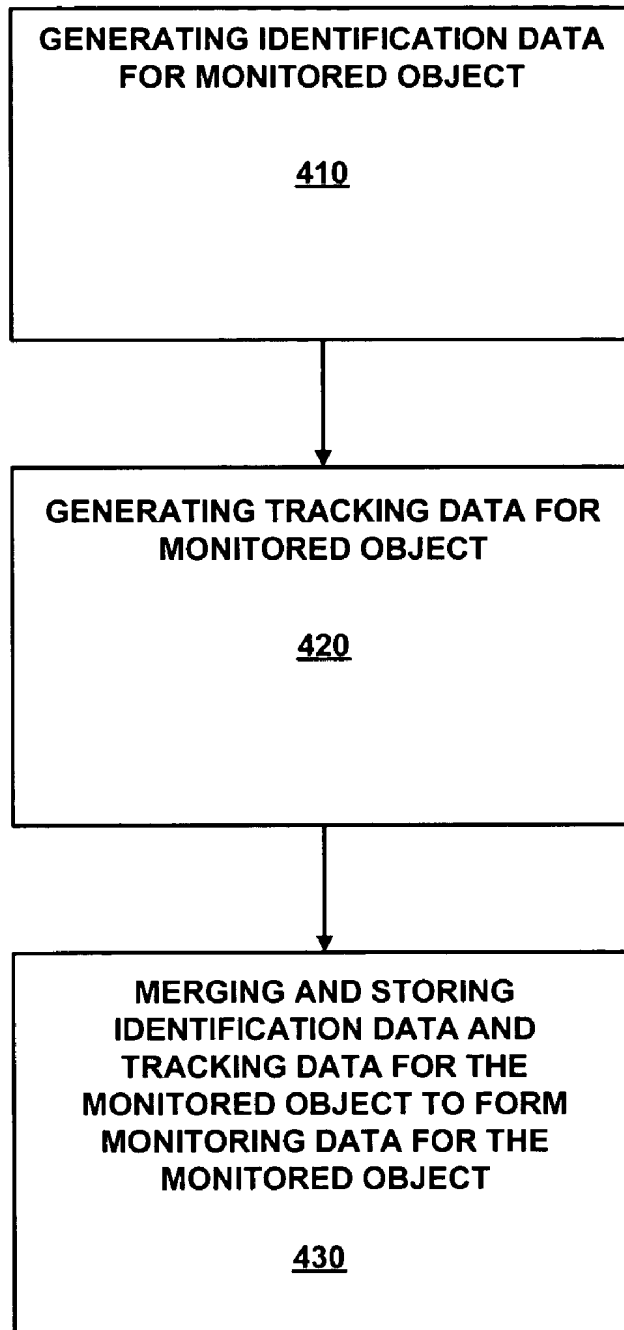 GENERATING IDENTIFICATION DATA
FOR MONITORED OBJECT
410
GENERATING TRACKING DATA FOR
MONITORED OBJECT
420
MERGING AND STORING
IDENTIFICATION DATA AND
TRACKING DATA FOR THE
MONITORED OBJECT TO FORM
MONITORING DATA FOR THE
MONITORED OBJECT
430